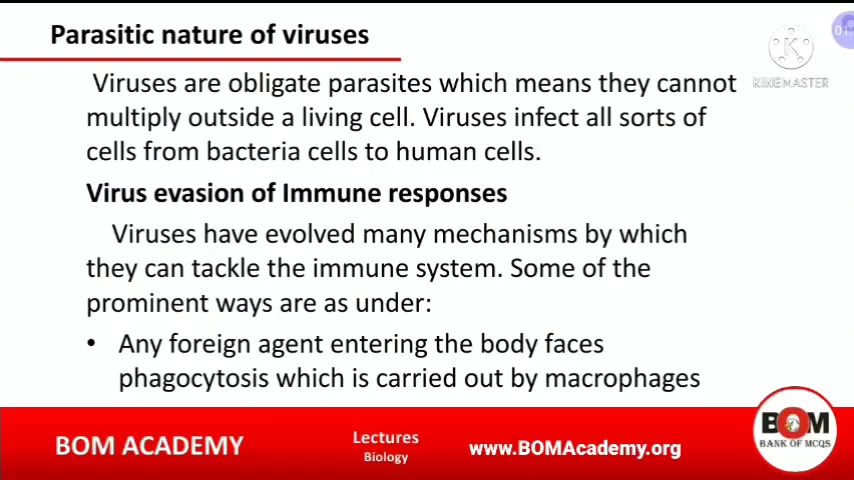 Parasitic nature of viruses
Viruses are obligate parasites which means they cannot
multiply outside a living cell. Viruses infect all sorts of
cells from bacteria cells to human cells.
Virus evasion of Immune responses
Viruses have evolved many mechanisms by which
they can tackle the immune system. Some of the
prominent ways are as under:
• Any foreign agent entering the body faces
phagocytosis which is carried out by macrophages
K
KINEMASTER
BOM ACADEMY
Lectures
Biology
www.BOMAcademy.org
BOM
BANK OF MCQS